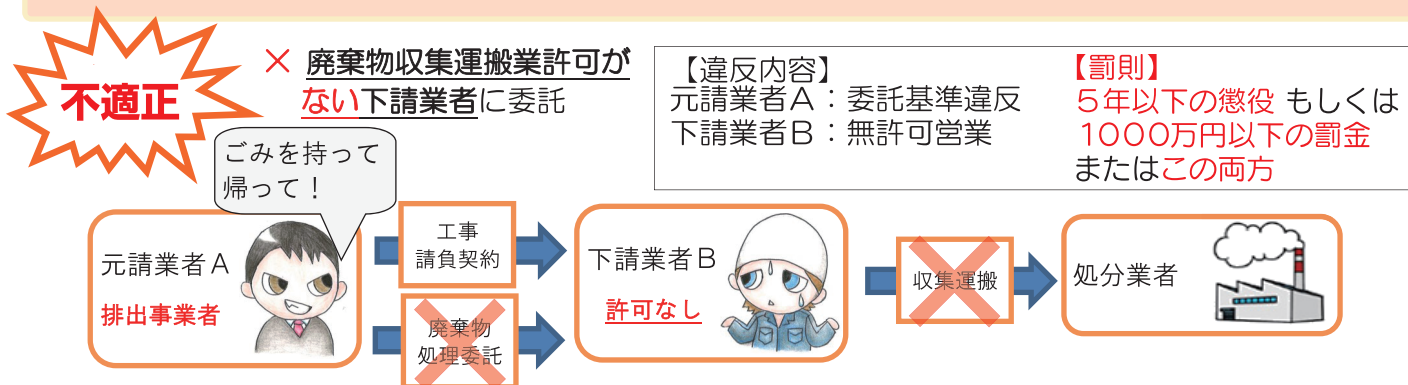 不適正
× 廃棄物収集運搬業許可が
ない下請業者に委託
【違反内容】
元請業者A：委託基準違反
下請業者B：無許可営業
【罰則】
５年以下の懲役 もしくは
１０００万円以下の罰金
またはこの両方
ごみを持って
帰って！
元請業者A
排出事業者
工事
請負契約
廃棄物
処理委託
下請業者B
許可なし
収集運搬
処分業者